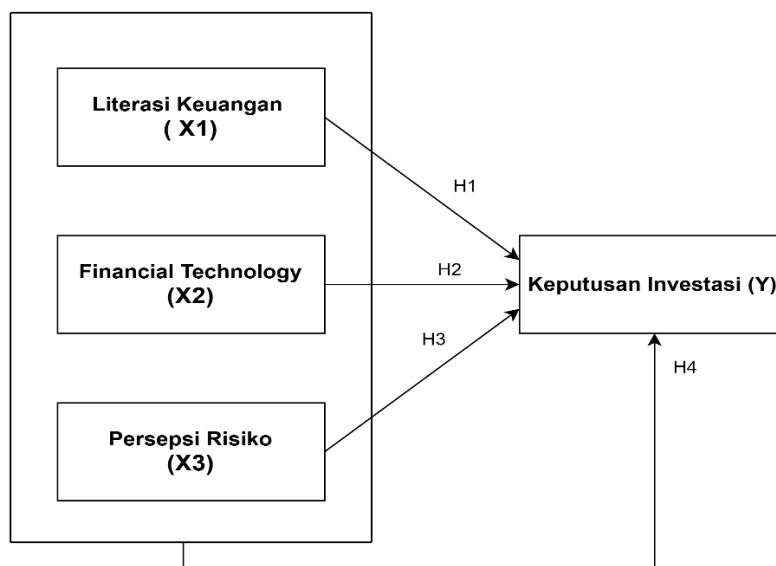 Literasi Keuangan
( X1)
H1
Financial Technology
(X2)
H2
Keputusan Investasi (Y)
H3
H4
Persepsi Risiko
(X3)